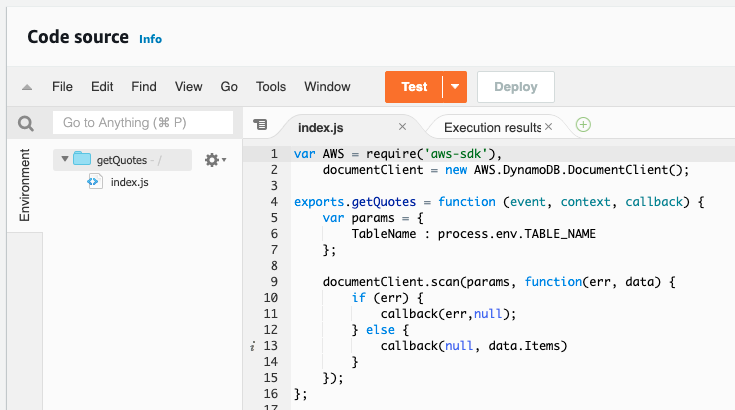 Code source Info
File Edit Find View Go Tools Window Test Deploy
Go to Anything (⌘ P)
index.js Execution results
Environment
getQuotes - /
index.js
1 var AWS = require('aws-sdk'),
2 documentClient = new AWS.DynamoDB.DocumentClient();
3
4 exports.getQuotes = function (event, context, callback) {
5 var params = {
6 TableName : process.env.TABLE_NAME
7 };
8
9 documentClient.scan(params, function(err, data) {
10 if (err) {
11 callback(err,null);
12 } else {
i 13 callback(null, data.Items)
14 }
15 });
16 };
17